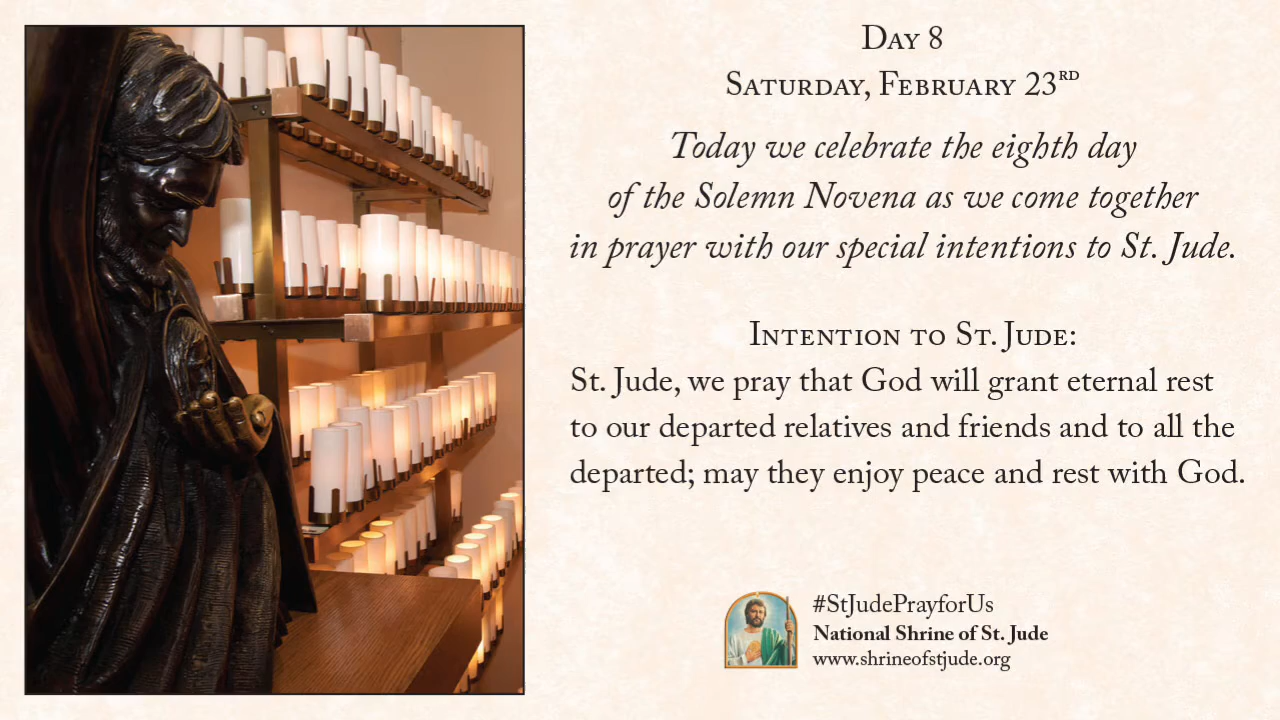 Day 8
Saturday, February 23rd
Today we celebrate the eighth day
of the Solemn Novena as we come together
in prayer with our special intentions to St. Jude.
Intention to St. Jude:
St. Jude, we pray that God will grant eternal rest
to our departed relatives and friends and to all the
departed; may they enjoy peace and rest with God.
#StJudePrayforUs
National Shrine of St. Jude
www.shrineofstjude.org